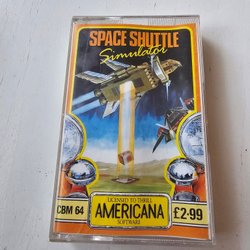 SPACE SHUTTLE
Simulator
CBM 64
LICENSED TO THRILL
AMERICANA
SOFTWARE
£2·99